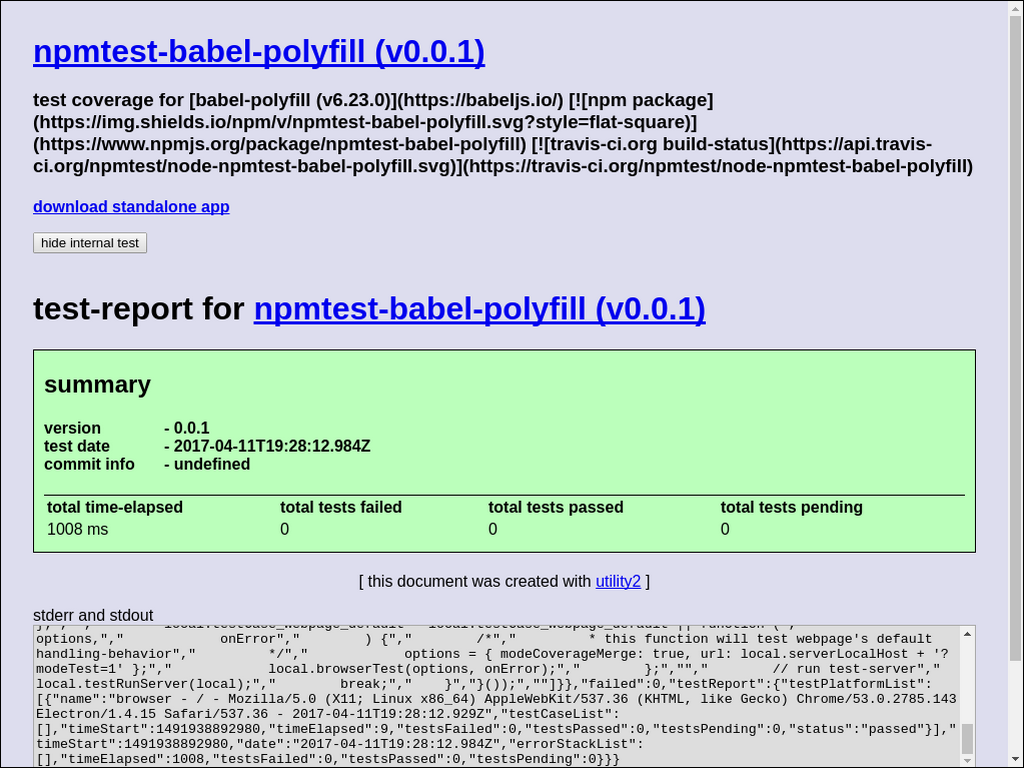 npmtest-babel-polyfill (v0.0.1)
test coverage for [babel-polyfill (v6.23.0)](https://babeljs.io/) [![npm package]
(https://img.shields.io/npm/v/npmtest-babel-polyfill.svg?style=flat-square)]
(https://www.npmjs.org/package/npmtest-babel-polyfill) [![travis-ci.org build-status](https://api.travis-
ci.org/npmtest/node-npmtest-babel-polyfill.svg)](https://travis-ci.org/npmtest/node-npmtest-babel-polyfill)
download standalone app
hide internal test
test-report for npmtest-babel-polyfill (v0.0.1)
summary
version - 0.0.1
test date - 2017-04-11T19:28:12.984Z
commit info - undefined
total time-elapsed total tests failed total tests passed total tests pending
1008 ms 0 0 0
[ this document was created with utility2 ]
stderr and stdout
options,"," onError"," ) {"," /*"," * this function will test webpage's default
handling-behavior"," */"," options = { modeCoverageMerge: true, url: local.serverLocalHost + '?
modeTest=1' };"," local.browserTest(options, onError);"," };",""," // run test-server","
local.testRunServer(local);"," break;"," }","}());",""]}},"failed":0,"testReport":{"testPlatformList":
[{"name":"browser - / - Mozilla/5.0 (X11; Linux x86_64) AppleWebKit/537.36 (KHTML, like Gecko) Chrome/53.0.2785.143
Electron/1.4.15 Safari/537.36 - 2017-04-11T19:28:12.929Z","testCaseList":
[],"timeStart":1491938892980,"timeElapsed":9,"testsFailed":0,"testsPassed":0,"testsPending":0,"status":"passed"}],"
timeStart":1491938892980,"date":"2017-04-11T19:28:12.984Z","errorStackList":
[],"timeElapsed":1008,"testsFailed":0,"testsPassed":0,"testsPending":0}}}